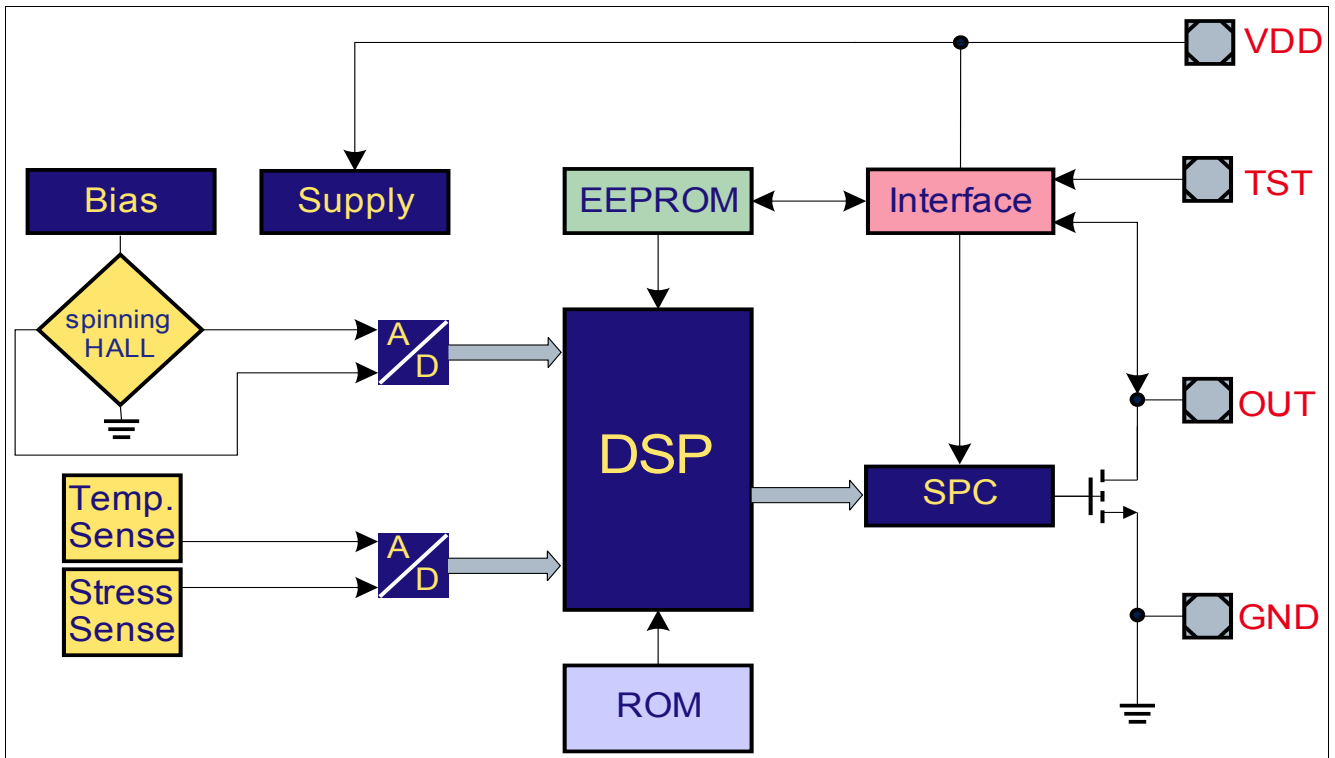 VDD
Bias
Supply
EEPROM
Interface
TST
spinning
HALL
A
D
DSP
OUT
Temp.
Sense
SPC
A
D
Stress
Sense
GND
ROM